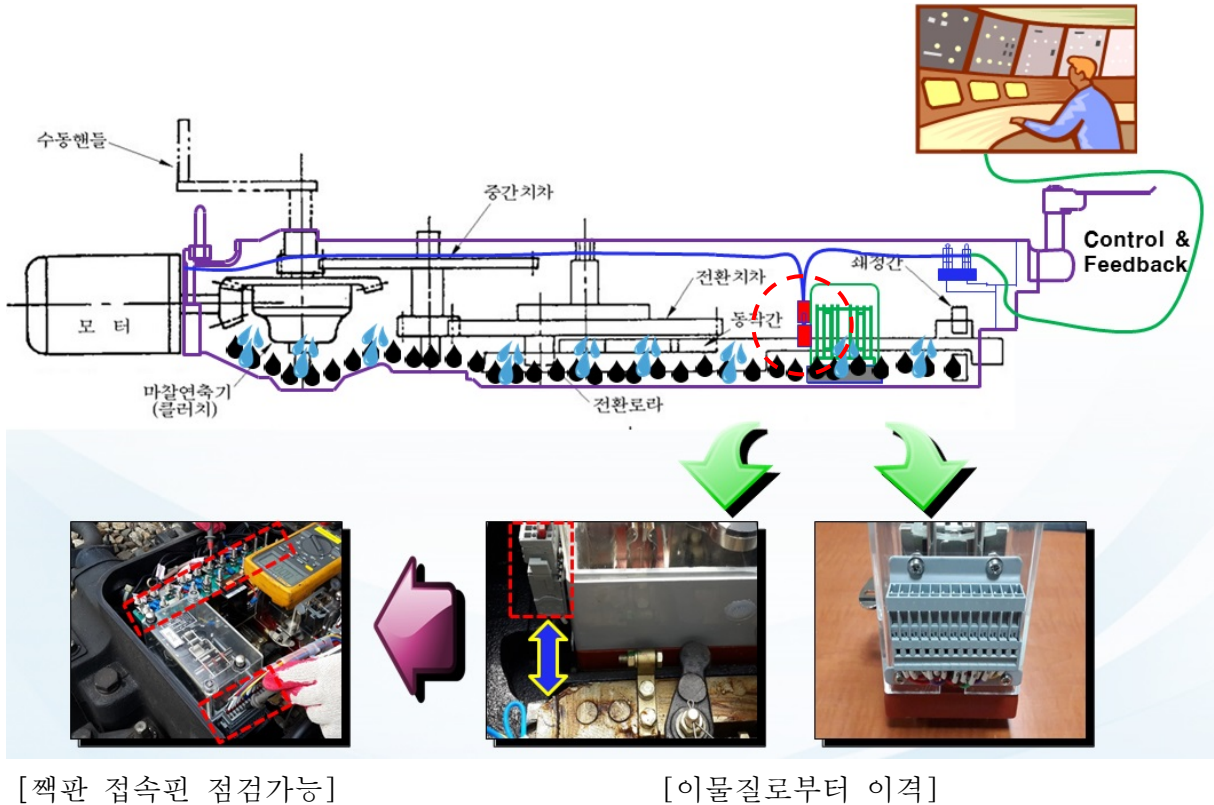 수동핸들
중간치차
Control &
Feedback
쇄정간
전환치차
동작간
모 터
마찰연축기
(클러치)
전환로라
[짹판 접속핀 점검가능]
[이물질로부터 이격]